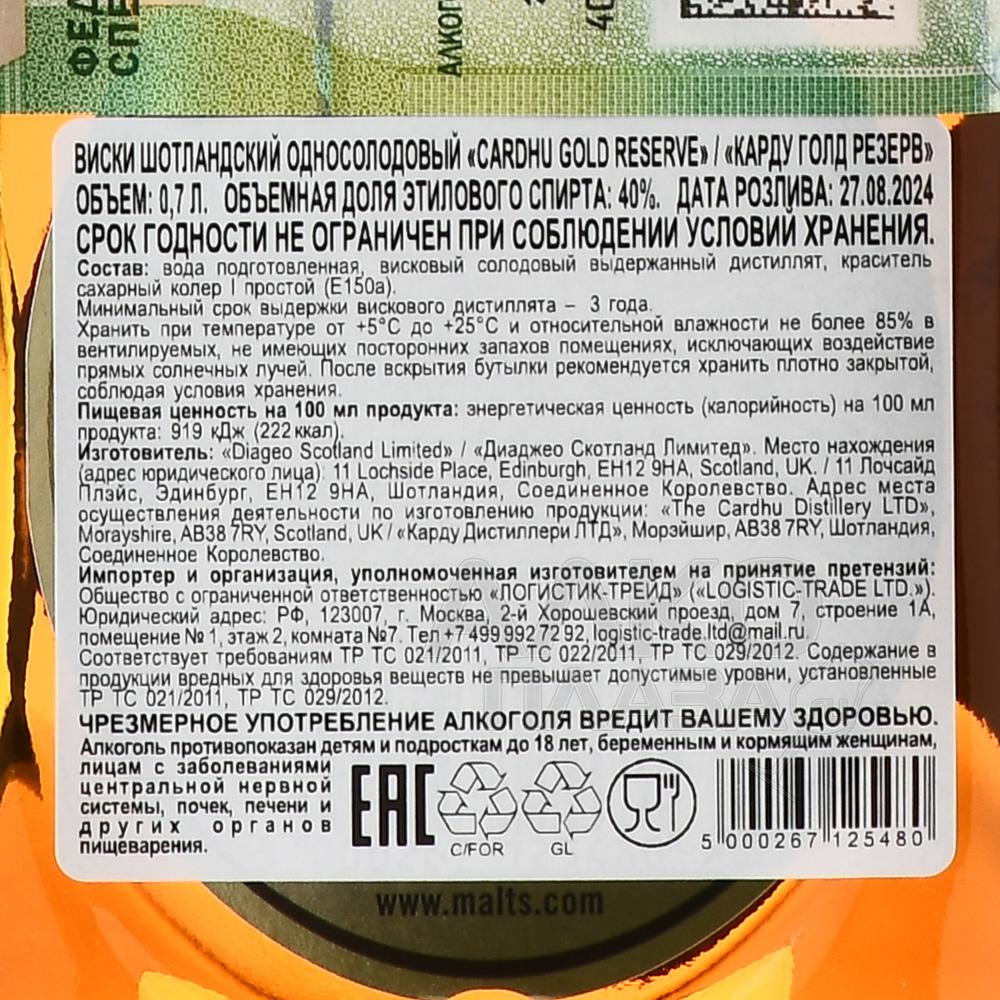 ФЕД
СПЕ
АЛКОГ
40
ВИСКИ ШОТЛАНДСКИЙ ОДНОСОЛОДОВЫЙ «CARDHU GOLD RESERVE» / «КАРДУ ГОЛД РЕЗЕРВ»
ОБЪЕМ: 0,7 Л. ОБЪЕМНАЯ ДОЛЯ ЭТИЛОВОГО СПИРТА: 40%. ДАТА РОЗЛИВА: 27.08.2024
СРОК ГОДНОСТИ НЕ ОГРАНИЧЕН ПРИ СОБЛЮДЕНИИ УСЛОВИЙ ХРАНЕНИЯ.
Состав: вода подготовленная, висковый солодовый выдержанный дистиллят, краситель
сахарный колер I простой (Е150а).
Минимальный срок выдержки вискового дистиллята – 3 года.
Хранить при температуре от +5°С до +25°С и относительной влажности не более 85% в
вентилируемых, не имеющих посторонних запахов помещениях, исключающих воздействие
прямых солнечных лучей. После вскрытия бутылки рекомендуется хранить плотно закрытой,
соблюдая условия хранения.
Пищевая ценность на 100 мл продукта: энергетическая ценность (калорийность) на 100 мл
продукта: 919 кДж (222 ккал).
Изготовитель: «Diageo Scotland Limited» / «Диаджео Скотланд Лимитед». Место нахождения
(адрес юридического лица): 11 Lochside Place, Edinburgh, EH12 9HA, Scotland, UK. / 11 Лочсайд
Плэйс, Эдинбург, EH12 9HA, Шотландия, Соединенное Королевство. Адрес места
осуществления деятельности по изготовлению продукции: «The Cardhu Distillery LTD»,
Morayshire, AB38 7RY, Scotland, UK / «Карду Дистиллери ЛТД», Морэйшир, AB38 7RY, Шотландия,
Соединенное Королевство.
Импортер и организация, уполномоченная изготовителем на принятие претензий:
Общество с ограниченной ответственностью «ЛОГИСТИК-ТРЕЙД» («LOGISTIC-TRADE LTD.»).
Юридический адрес: РФ, 123007, г. Москва, 2-й Хорошевский проезд, дом 7, строение 1А,
помещение №1, этаж 2, комната №7. Тел +7 499 992 72 92, logistic-trade.ltd@mail.ru.
Соответствует требованиям ТР ТС 021/2011, ТР ТС 022/2011, ТР ТС 029/2012. Содержание в
продукции вредных для здоровья веществ не превышает допустимые уровни, установленные
ТР ТС 021/2011, ТР ТС 029/2012.
ЧРЕЗМЕРНОЕ УПОТРЕБЛЕНИЕ АЛКОГОЛЯ ВРЕДИТ ВАШЕМУ ЗДОРОВЬЮ.
Алкоголь противопоказан детям и подросткам до 18 лет, беременным и кормящим женщинам,
лицам с заболеваниями
центральной нервной
системы, почек, печени и
других органов
пищеварения.
EAC
C/FOR
GL
5 000267 125480
www.malts.com